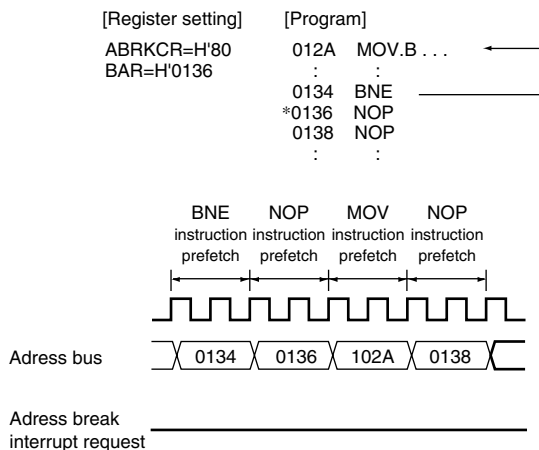 [Register setting] [Program]
ABRKCR=H'80 012A MOV.B . . .
BAR=H'0136 : :
0134 BNE
*0136 NOP
0138 NOP
: :
BNE NOP MOV NOP
instruction instruction instruction instruction
prefetch prefetch prefetch prefetch
Adress bus 0134 0136 102A 0138
Adress break
interrupt request